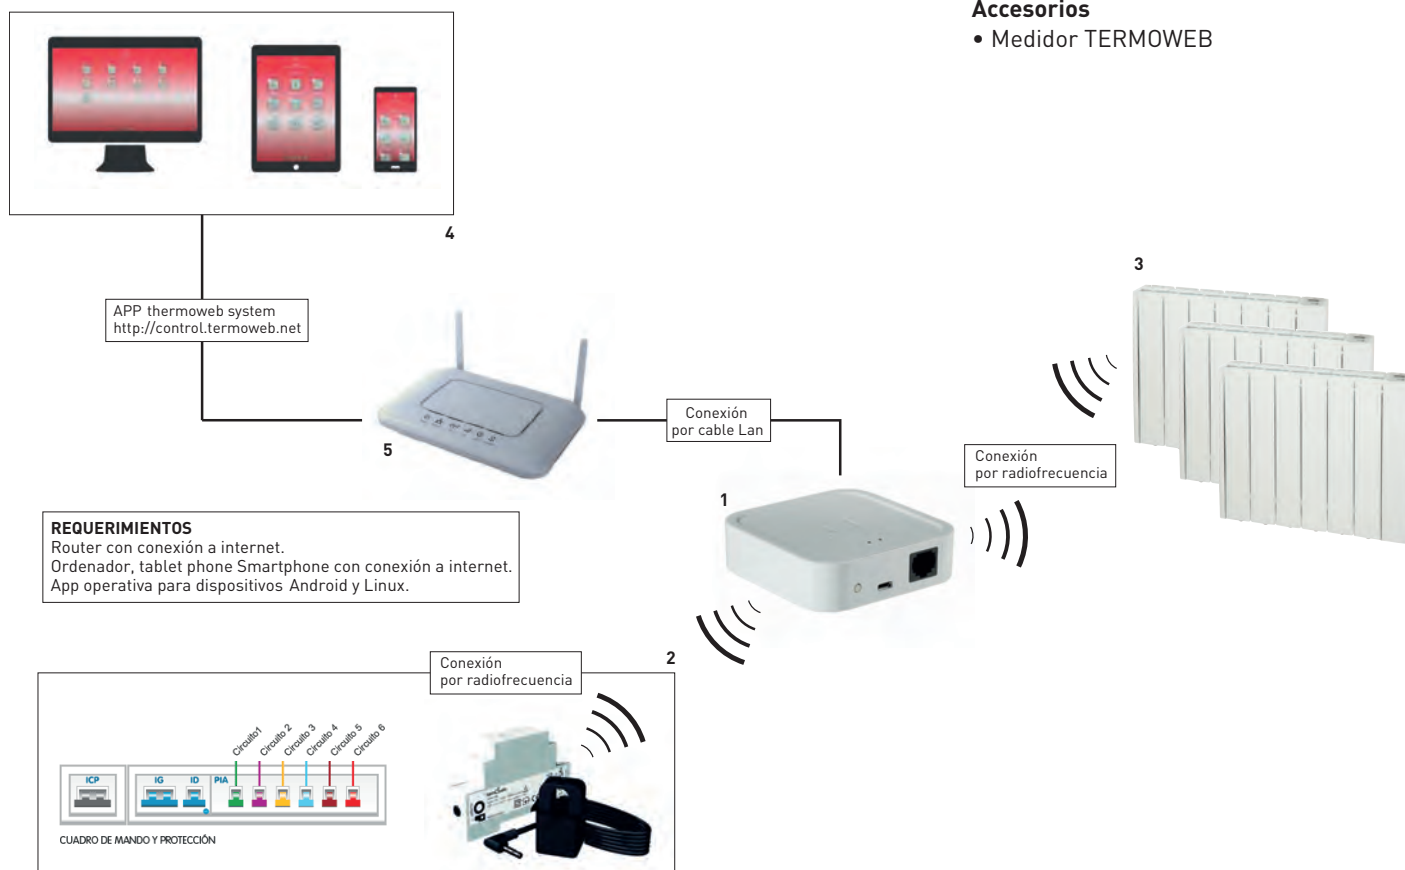 Accesorios
• Medidor TERMOWEB
4
3
APP thermoweb system
http://control.termoweb.net
Conexión
por cable Lan
5
Conexión
por radiofrecuencia
1
REQUERIMIENTOS
Router con conexión a internet.
Ordenador, tablet phone Smartphone con conexión a internet.
App operativa para dispositivos Android y Linux.
2
Conexión
por radiofrecuencia
Circuito1
Circuito 2
Circuito 3
Circuito 4
Circuito 5
Circuito 6
ICP
IG
ID
PIA
CUADRO DE MANDO Y PROTECCIÓN